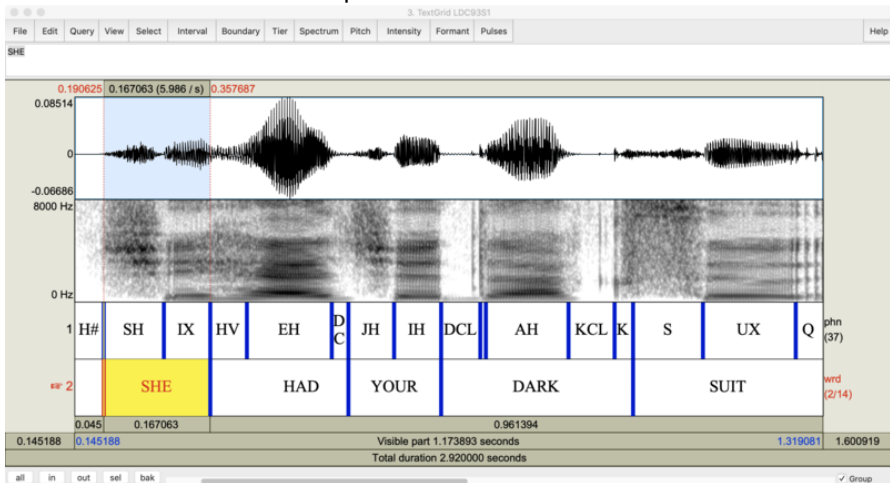 3. TextGrid LDC93S1
File Edit Query View Select Interval Boundary Tier Spectrum Pitch Intensity Formant Pulses Help
SHE
0.190625 0.167063 (5.986 / s) 0.357687
0.08514
0
-0.06686
8000 Hz
0 Hz
1 H# SH IX HV EH D JH IH DCL AH KCL K S UX Q phn
C (37)
2 SHE HAD YOUR DARK SUIT wrd
(2/14)
0.045 0.167063 0.961394
0.145188 0.145188 Visible part 1.173893 seconds 1.319081 1.600919
Total duration 2.920000 seconds
all in out sel bak Group